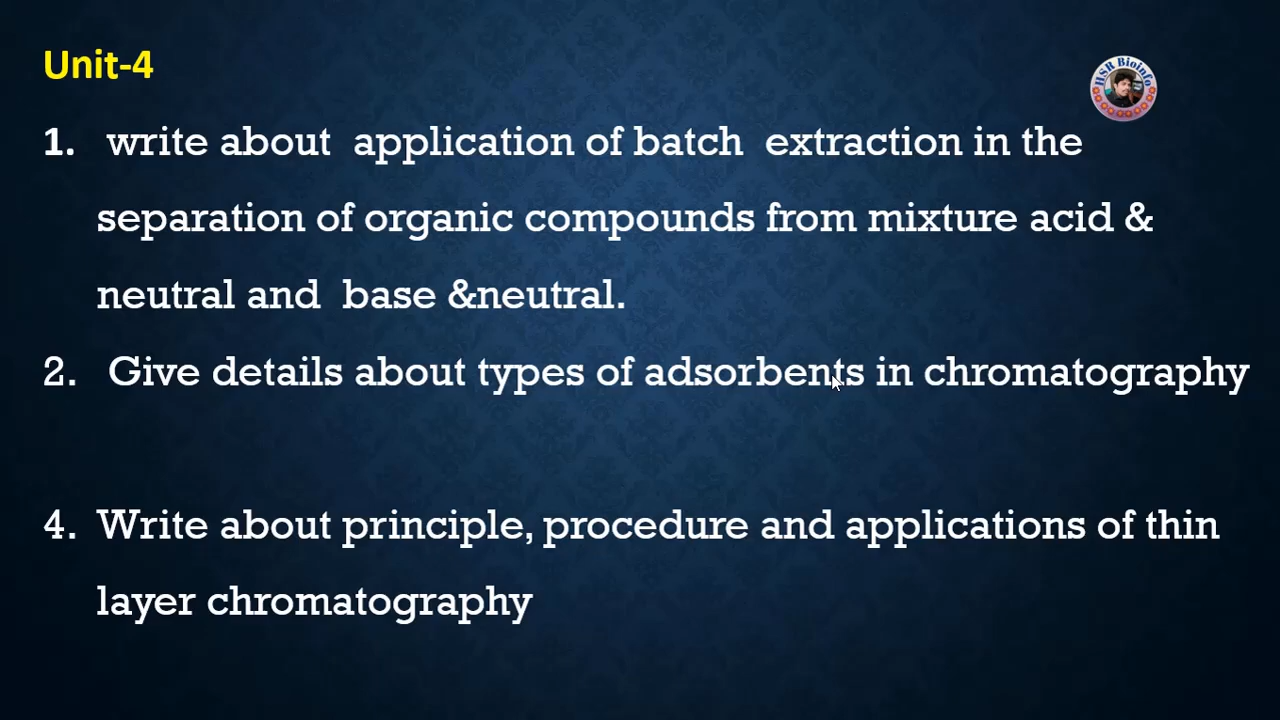 Unit-4
HSR Bioinfo
1. write about application of batch extraction in the
separation of organic compounds from mixture acid &
neutral and base &neutral.
2. Give details about types of adsorbents in chromatography
4. Write about principle, procedure and applications of thin
layer chromatography